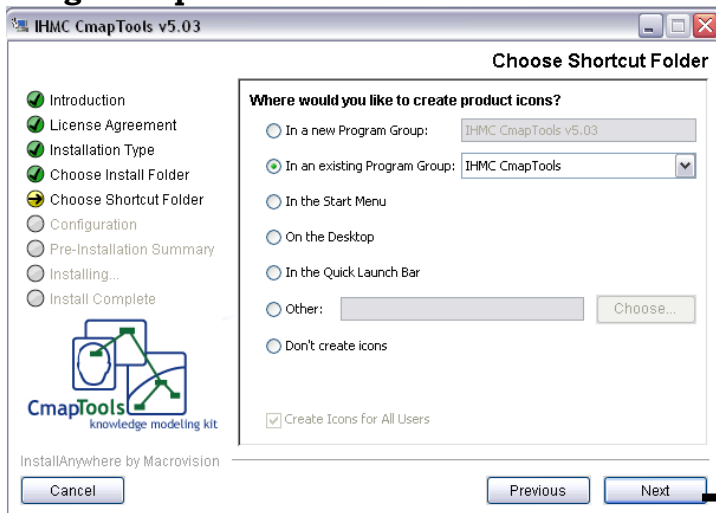 IHMC CmapTools v5.03
Choose Shortcut Folder
Introduction
License Agreement
Installation Type
Choose Install Folder
Choose Shortcut Folder
Configuration
Pre-Installation Summary
Installing...
Install Complete
Where would you like to create product icons?
In a new Program Group: IHMC CmapTools v5.03
In an existing Program Group: IHMC CmapTools
In the Start Menu
On the Desktop
In the Quick Launch Bar
Other: Choose...
Don't create icons
Create Icons for All Users
CmapTools
knowledge modeling kit
InstallAnywhere by Macrovision
Cancel Previous Next